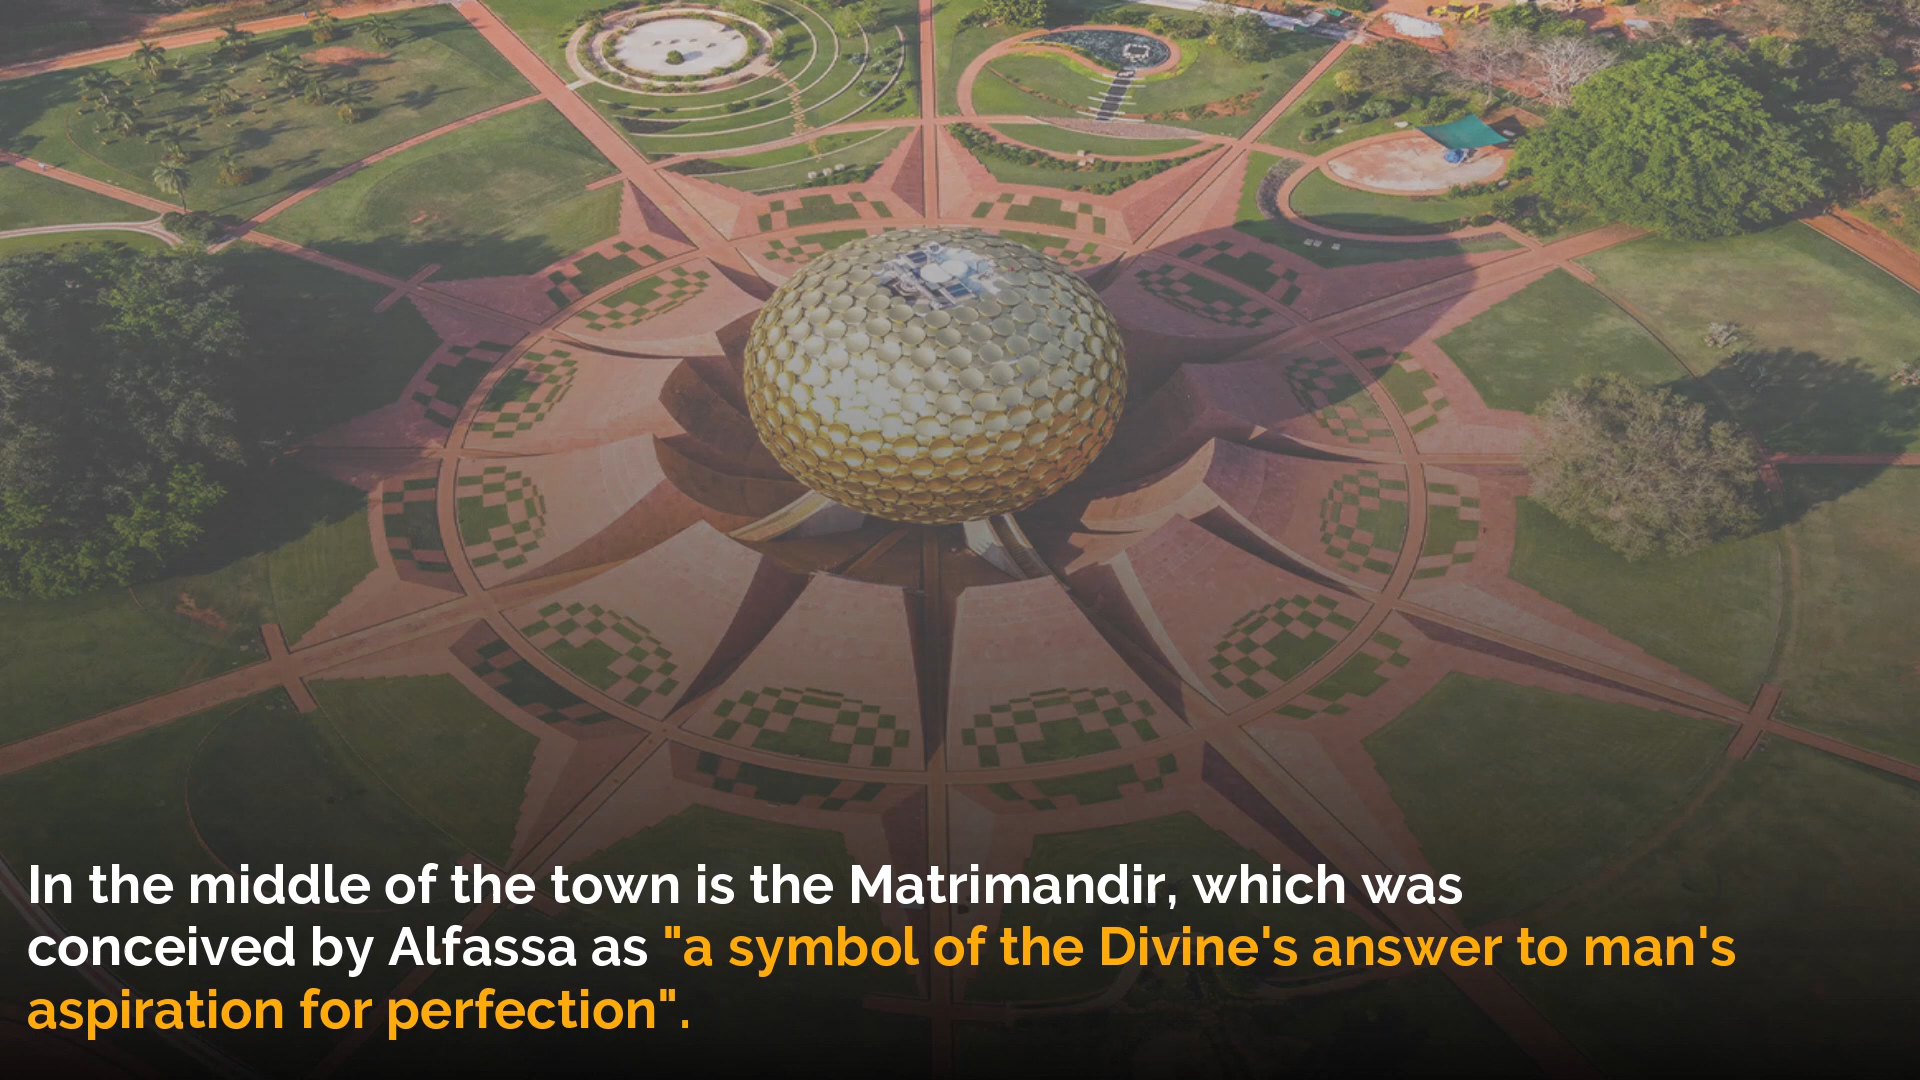 In the middle of the town is the Matrimandir, which was
conceived by Alfassa as "a symbol of the Divine's answer to man's
aspiration for perfection".